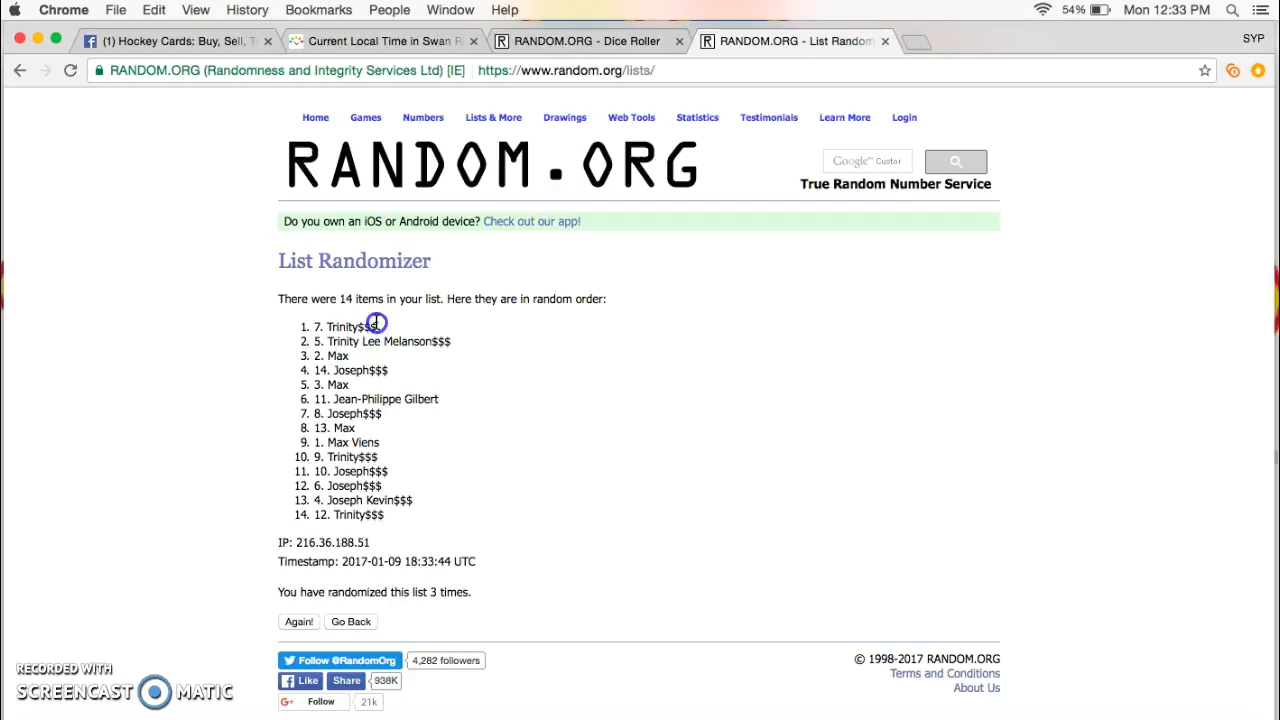 Chrome File Edit View History Bookmarks People Window Help 54% Mon 12:33 PM
(1) Hockey Cards: Buy, Sell, T Current Local Time in Swan R RANDOM.ORG - Dice Roller RANDOM.ORG - List Random SYP
RANDOM.ORG (Randomness and Integrity Services Ltd) [IE] https://www.random.org/lists/
Home Games Numbers Lists & More Drawings Web Tools Statistics Testimonials Learn More Login
RANDOM.ORG
Google™ Custor
True Random Number Service
Do you own an iOS or Android device? Check out our app!
List Randomizer
There were 14 items in your list. Here they are in random order:
1. 7. Trinity$$$
2. 5. Trinity Lee Melanson$$$
3. 2. Max
4. 14. Joseph$$$
5. 3. Max
6. 11. Jean-Philippe Gilbert
7. 8. Joseph$$$
8. 13. Max
9. 1. Max Viens
10. 9. Trinity$$$
11. 10. Joseph$$$
12. 6. Joseph$$$
13. 4. Joseph Kevin$$$
14. 12. Trinity$$$
IP: 216.36.188.51
Timestamp: 2017-01-09 18:33:44 UTC
You have randomized this list 3 times.
Again! Go Back
Follow @RandomOrg 4,282 followers
Like Share 938K
G+ Follow 21k
© 1998-2017 RANDOM.ORG
Terms and Conditions
About Us
RECORDED WITH
SCREENCAST MATIC